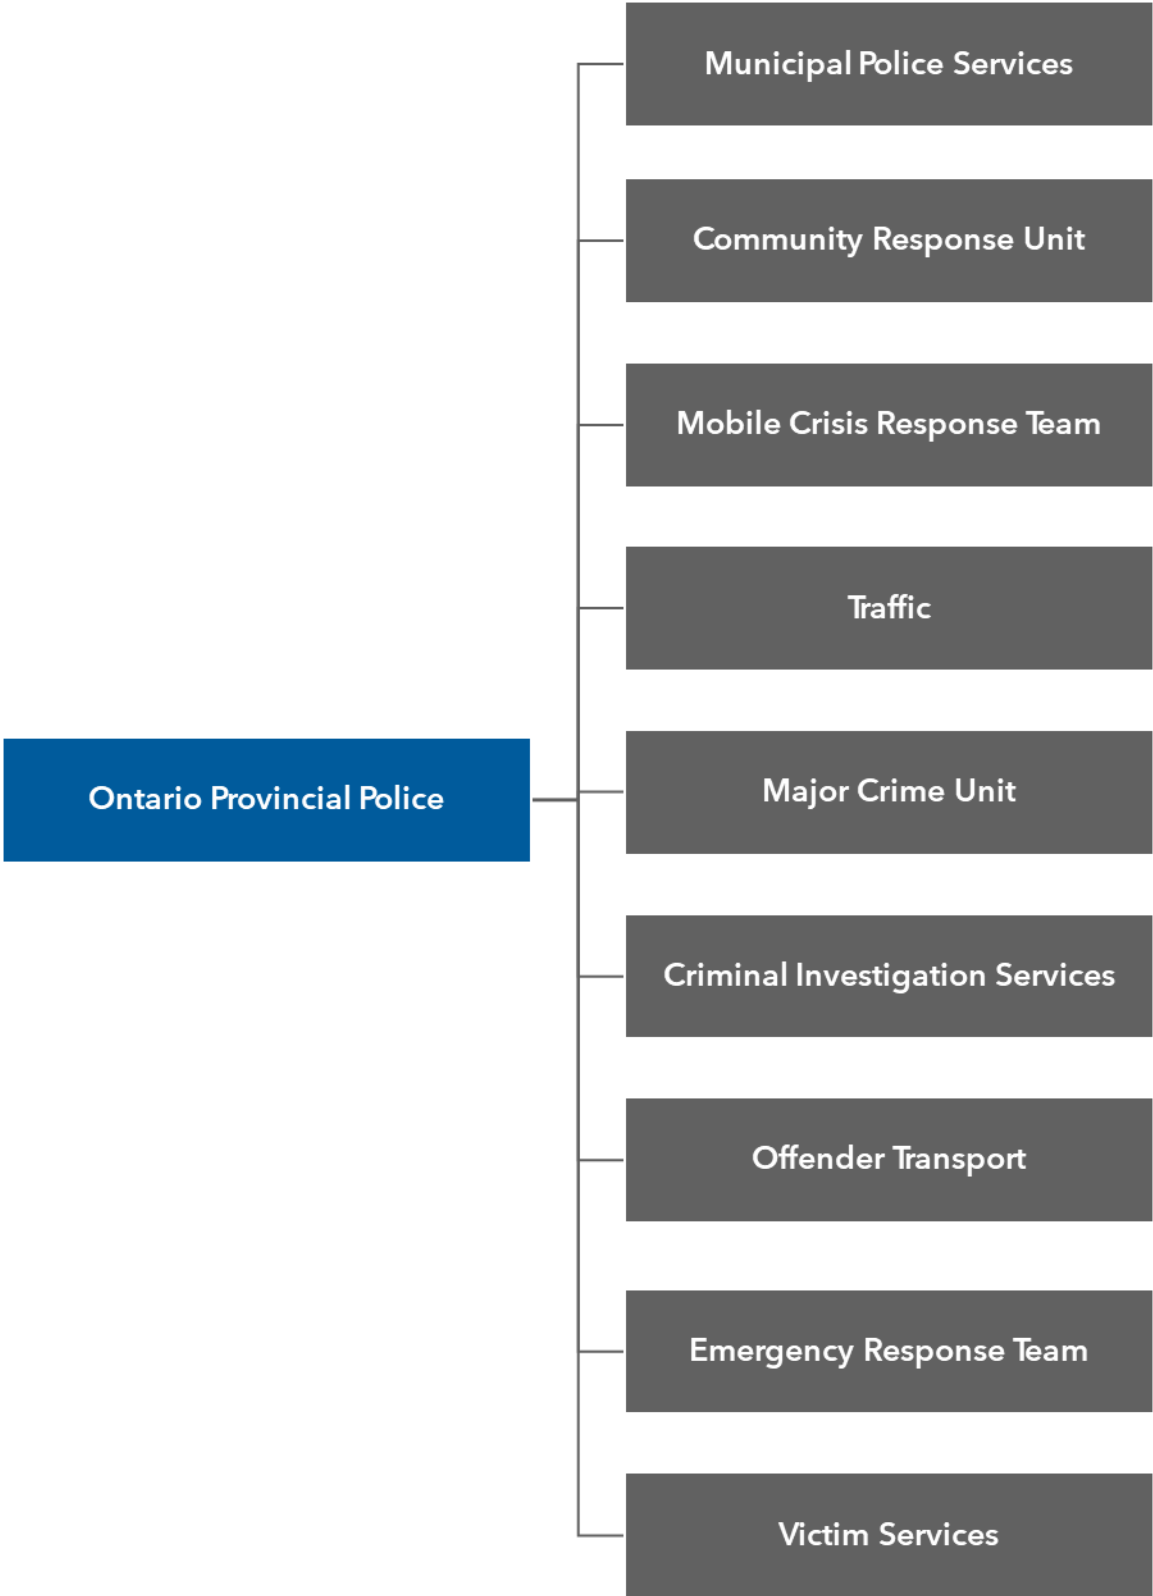 Municipal Police Services
Community Response Unit
Mobile Crisis Response Team
Traffic
Ontario Provincial Police
Major Crime Unit
Criminal Investigation Services
Offender Transport
Emergency Response Team
Victim Services